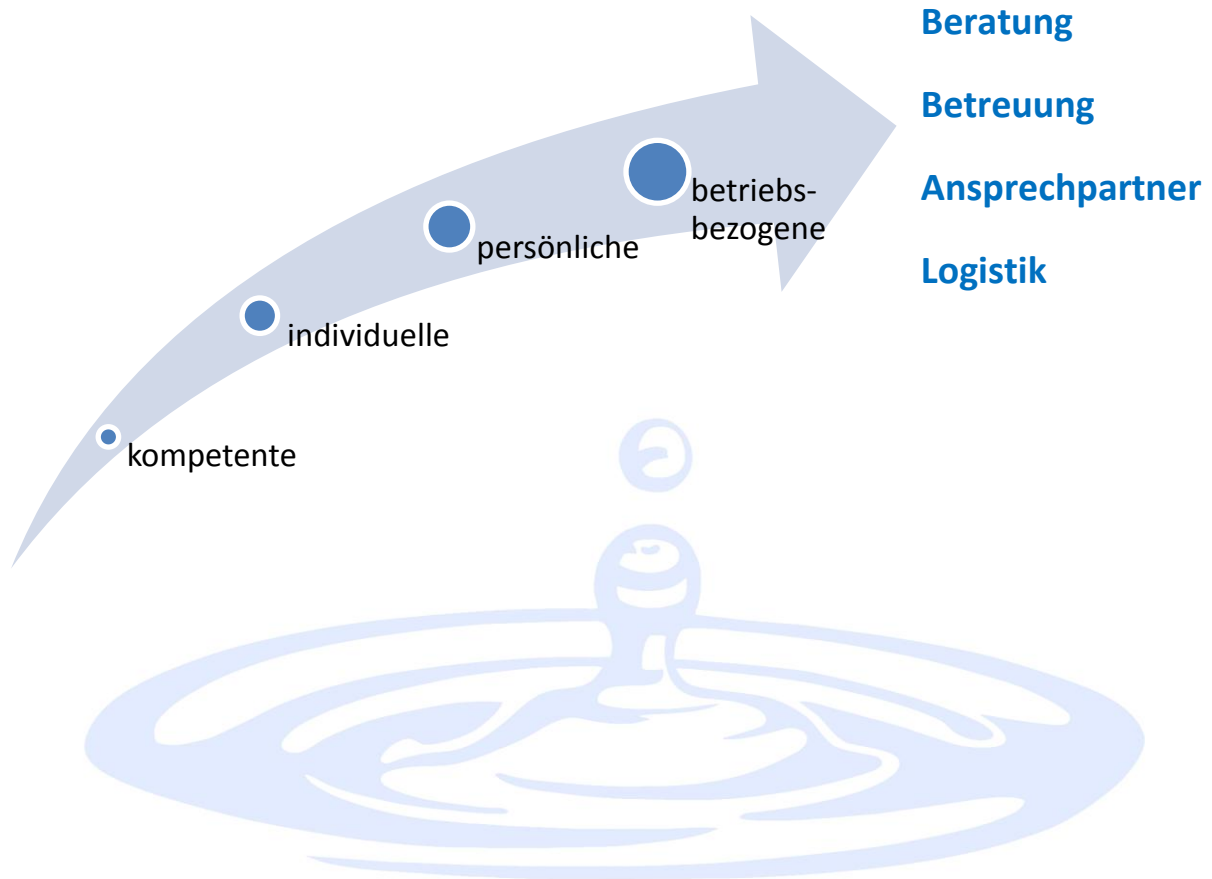 kompetente
individuelle
persönliche
betriebs-
bezogene
Beratung
Betreuung
Ansprechpartner
Logistik